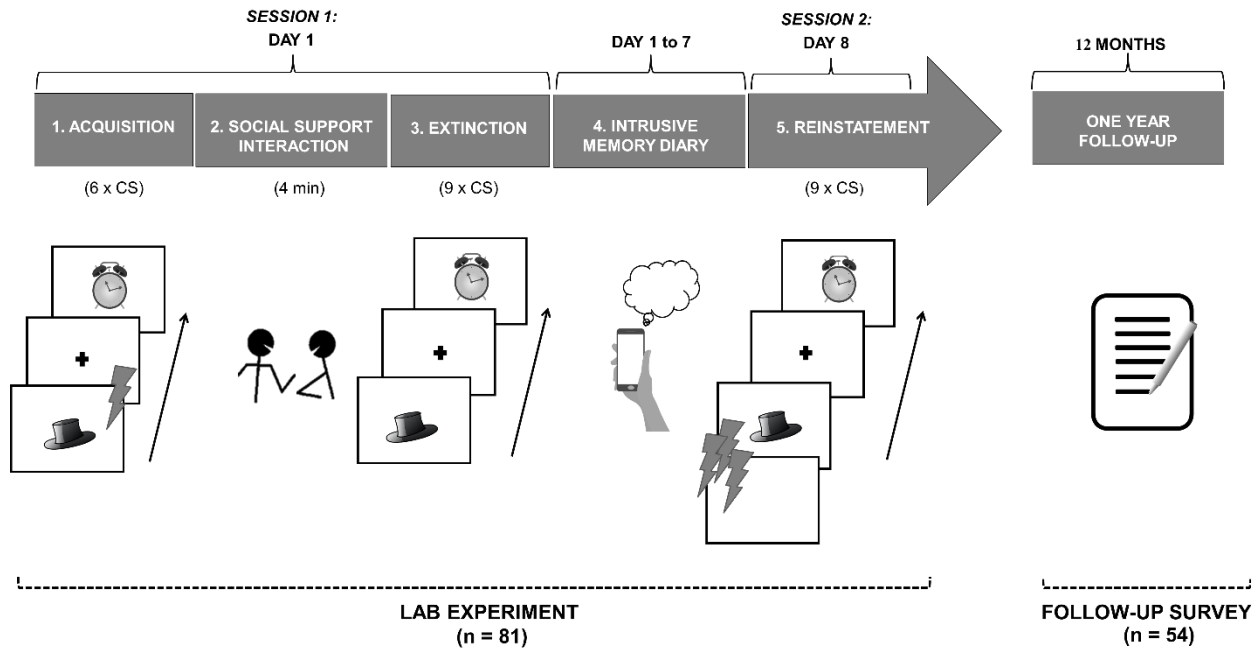 SESSION 1:
DAY 1
DAY 1 to 7
SESSION 2:
DAY 8
12 MONTHS
1. ACQUISITION
2. SOCIAL SUPPORT
INTERACTION
3. EXTINCTION
4. INTRUSIVE
MEMORY DIARY
5. REINSTATEMENT
ONE YEAR
FOLLOW-UP
(6 x CS)
(4 min)
(9 x CS)
(9 x CS)
LAB EXPERIMENT
(n = 81)
FOLLOW-UP SURVEY
(n = 54)